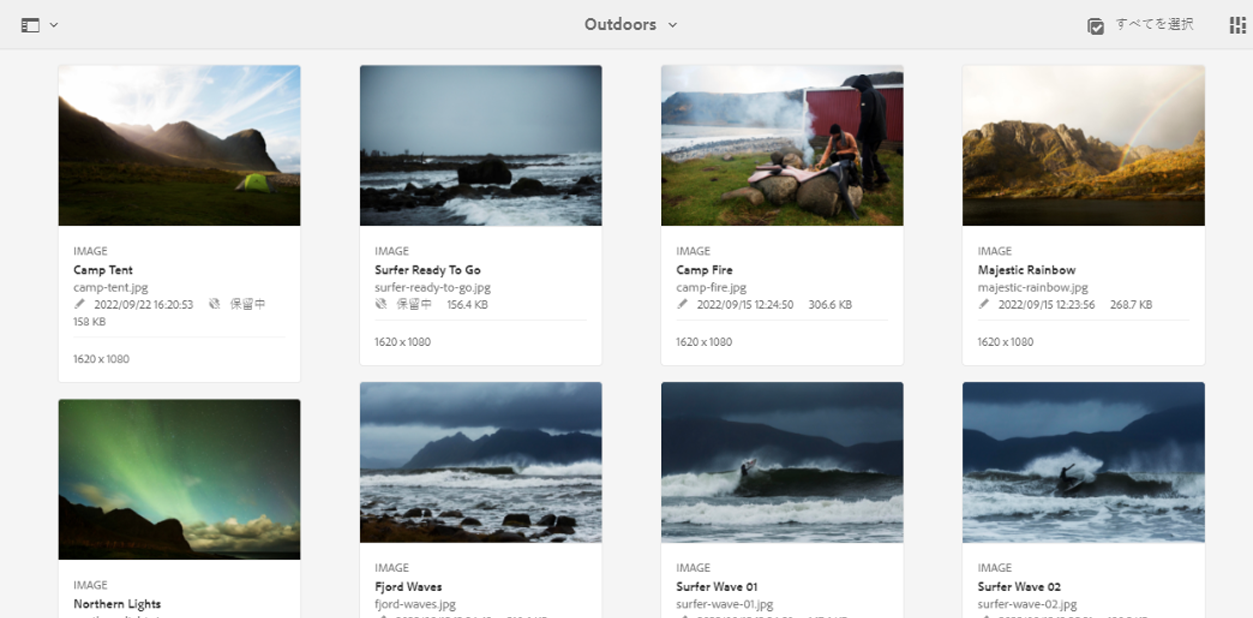 Outdoors
すべてを選択
IMAGE
Camp Tent
camp-tent.jpg
2022/09/22 16:20:53 保留中
158 KB
1620 x 1080
IMAGE
Surfer Ready To Go
surfer-ready-to-go.jpg
保留中 156.4 KB
1620 x 1080
IMAGE
Camp Fire
camp-fire.jpg
2022/09/15 12:24:50 306.6 KB
1620 x 1080
IMAGE
Majestic Rainbow
majestic-rainbow.jpg
2022/09/15 12:23:56 268.7 KB
1620 x 1080
IMAGE
Northern Lights
IMAGE
Fjord Waves
fjord-waves.jpg
IMAGE
Surfer Wave 01
surfer-wave-01.jpg
IMAGE
Surfer Wave 02
surfer-wave-02.jpg